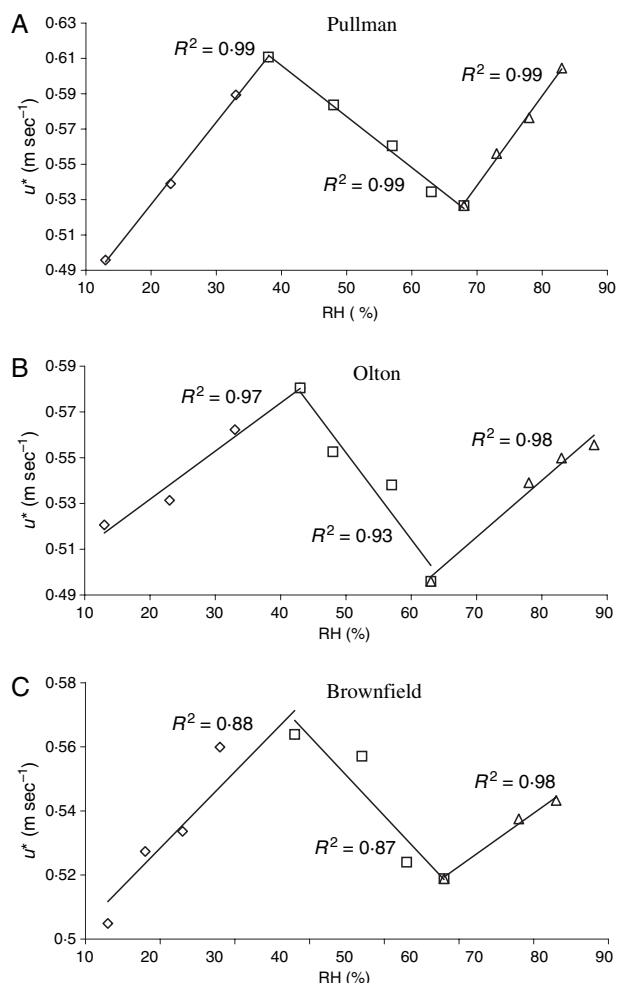 A
Pullman
u* (m sec⁻¹)
0·63
0·61
0·59
0·57
0·55
0·53
0·51
0·49
R² = 0·99
R² = 0·99
R² = 0·99
10 20 30 40 50 60 70 80 90
RH ( %)
B
Olton
u* (m sec⁻¹)
0·59
0·57
0·55
0·53
0·51
0·49
R² = 0·97
R² = 0·98
R² = 0·93
10 20 30 40 50 60 70 80 90
RH (%)
C
Brownfield
u* (m sec⁻¹)
0·58
0·56
0·54
0·52
0·5
R² = 0·88
R² = 0·98
R² = 0·87
10 20 30 40 50 60 70 80 90
RH (%)